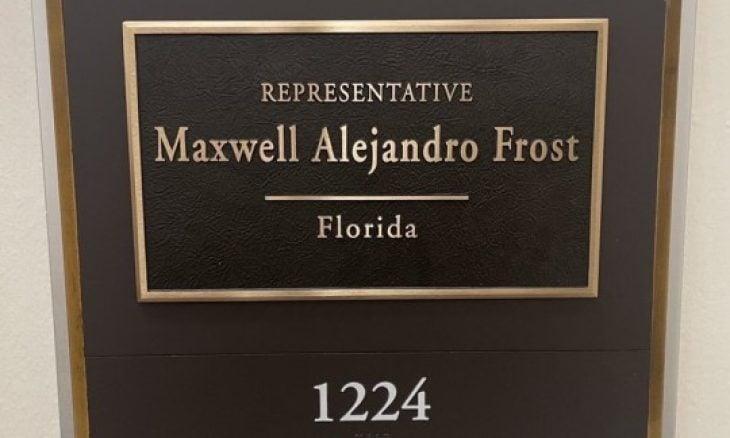 REPRESENTATIVE
Maxwell Alejandro Frost
Florida
1224